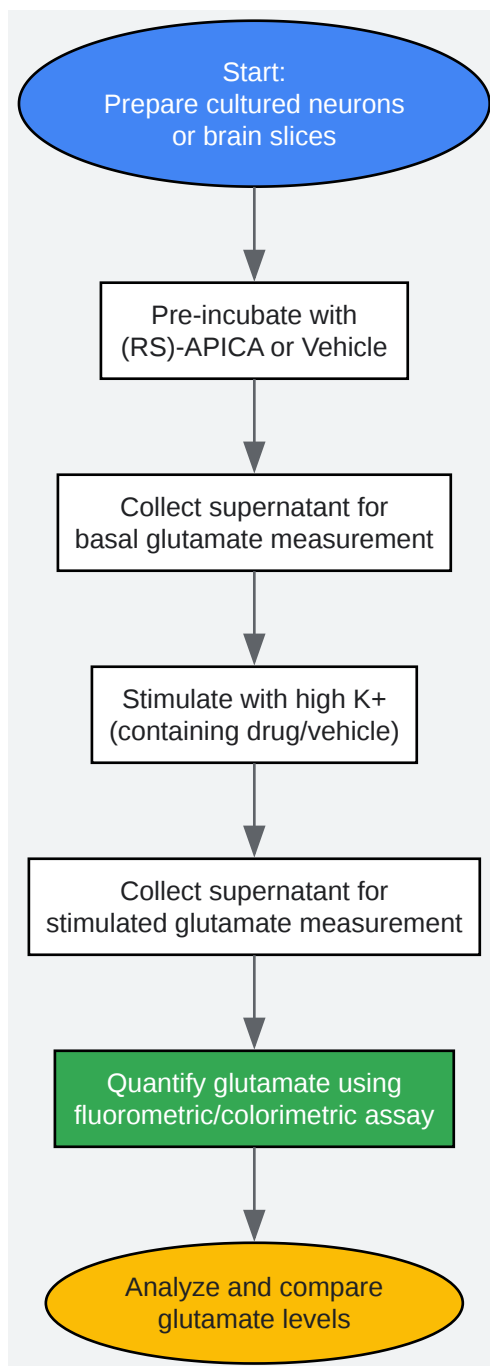 Start:
Prepare cultured neurons
or brain slices
Pre-incubate with
(RS)-APICA or Vehicle
Collect supernatant for
basal glutamate measurement
Stimulate with high K+
(containing drug/vehicle)
Collect supernatant for
stimulated glutamate measurement
Quantify glutamate using
fluorometric/colorimetric assay
Analyze and compare
glutamate levels